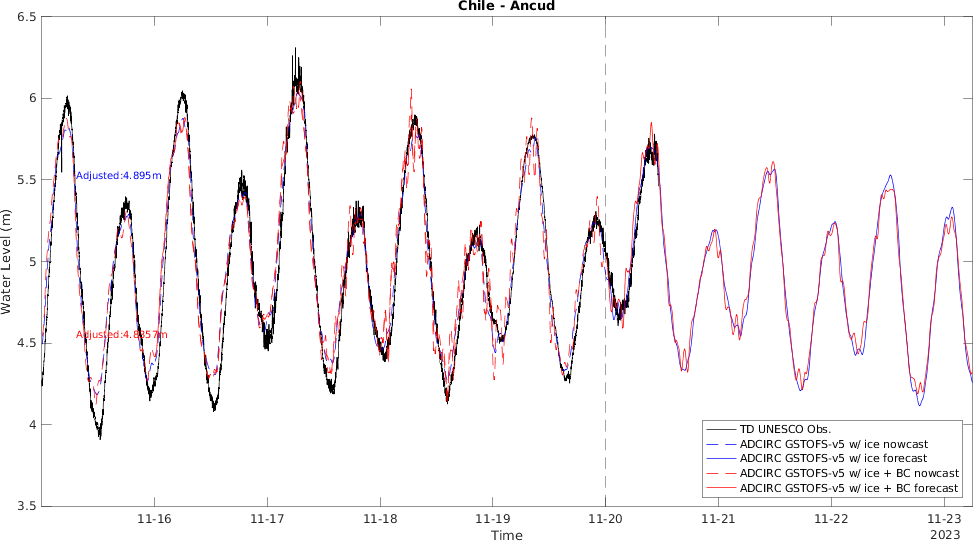 Chile - Ancud
6.5
6
5.5
5
4.5
4
3.5
Water Level (m)
Adjusted:4.895m
Adjusted:4.8357m
TD UNESCO Obs.
ADCIRC GSTOFS-v5 w/ ice nowcast
ADCIRC GSTOFS-v5 w/ ice forecast
ADCIRC GSTOFS-v5 w/ ice + BC nowcast
ADCIRC GSTOFS-v5 w/ ice + BC forecast
11-16 11-17 11-18 11-19 11-20 11-21 11-22 11-23
Time
2023